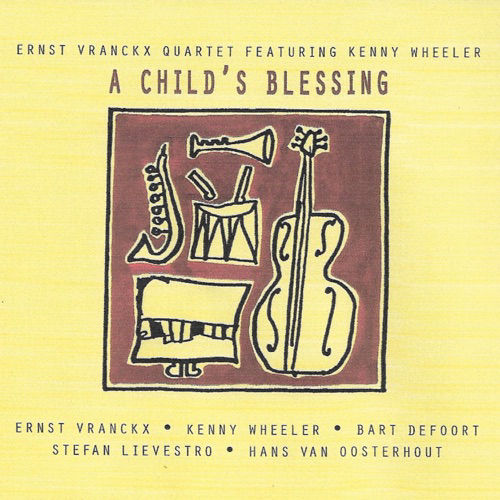 ERNST VRANCKX QUARTET FEATURING KENNY WHEELER
A CHILD'S BLESSING
ERNST VRANCKX • KENNY WHEELER • BART DEFOORT
STEFAN LIEVESTRO • HANS VAN OOSTERHOUT